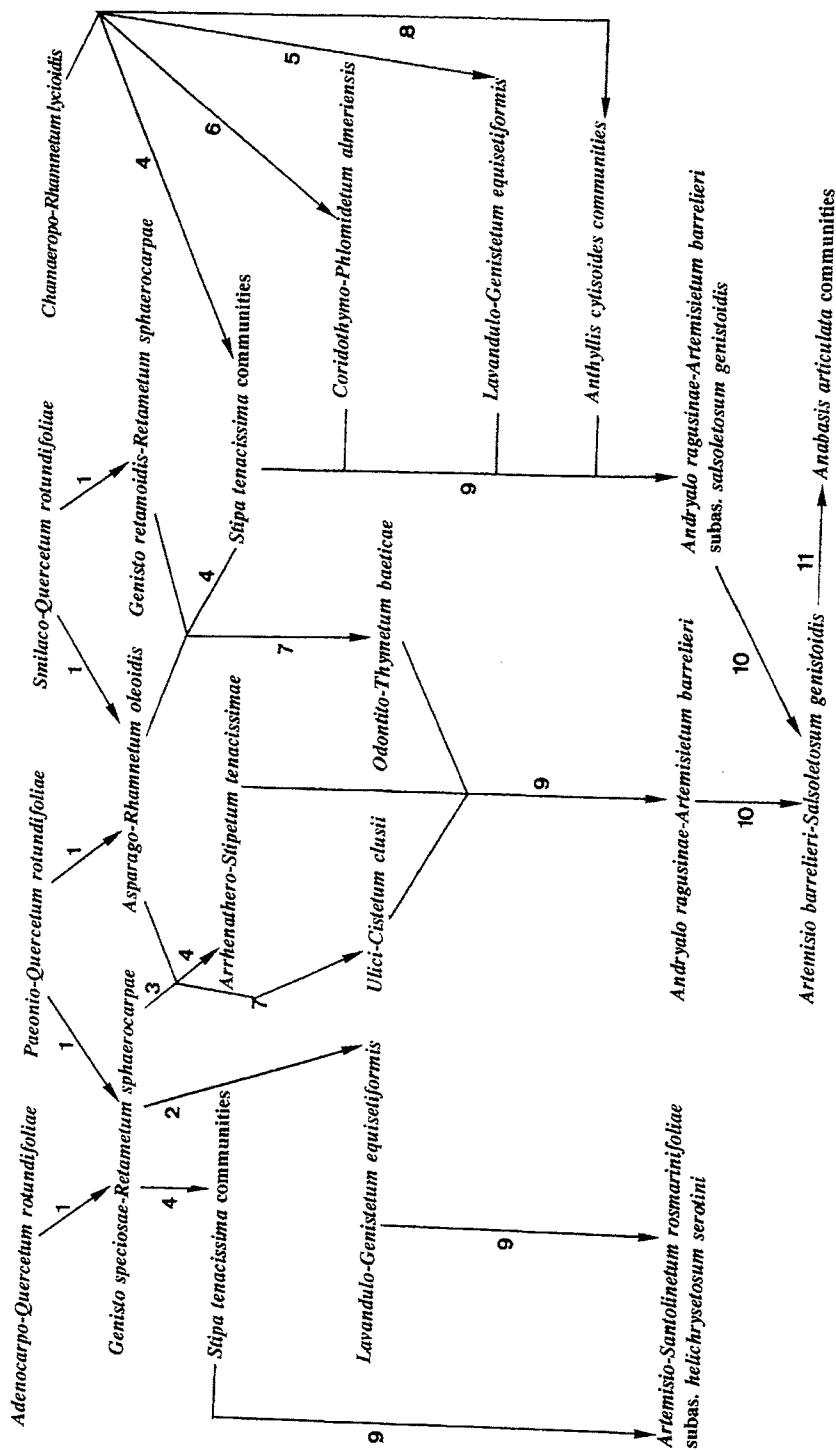 Adenocarpo-Quercetum rotundifoliae
Paeonio-Quercetum rotundifoliae
Smilaco-Quercetum rotundifoliae
Chamaeropo-Rhamnetum lycioidis
1
1
1
1
1
Genisto speciosae-Retametum sphaerocarpae
Asparago-Rhamnetum oleoidis
Genisto retamoidis-Retametum sphaerocarpae
4
2
3
4
7
4
7
4
6
5
8
Stipa tenacissima communities
Arrhenathero-Stipetum tenacissimae
Stipa tenacissima communities
Lavandulo-Genistetum equisetiformis
Ulici-Cistetum clusii
Odontito-Thymetum baeticae
Coridothymo-Phlomidetum almeriensis
Lavandulo-Genistetum equisetiformis
Anthyllis cytisoides communities
9
9
9
9
Artemisio-Santolinetum rosmarinifoliae
subas. helichrysetosum serotini
Andryalo ragusinae-Artemisietum barrelieri
Andryalo ragusinae-Artemisietum barrelieri
subas. salsoletosum genistoidis
10
10
Artemisio barrelieri-Salsoletosum genistoidis
11
Anabasis articulata communities